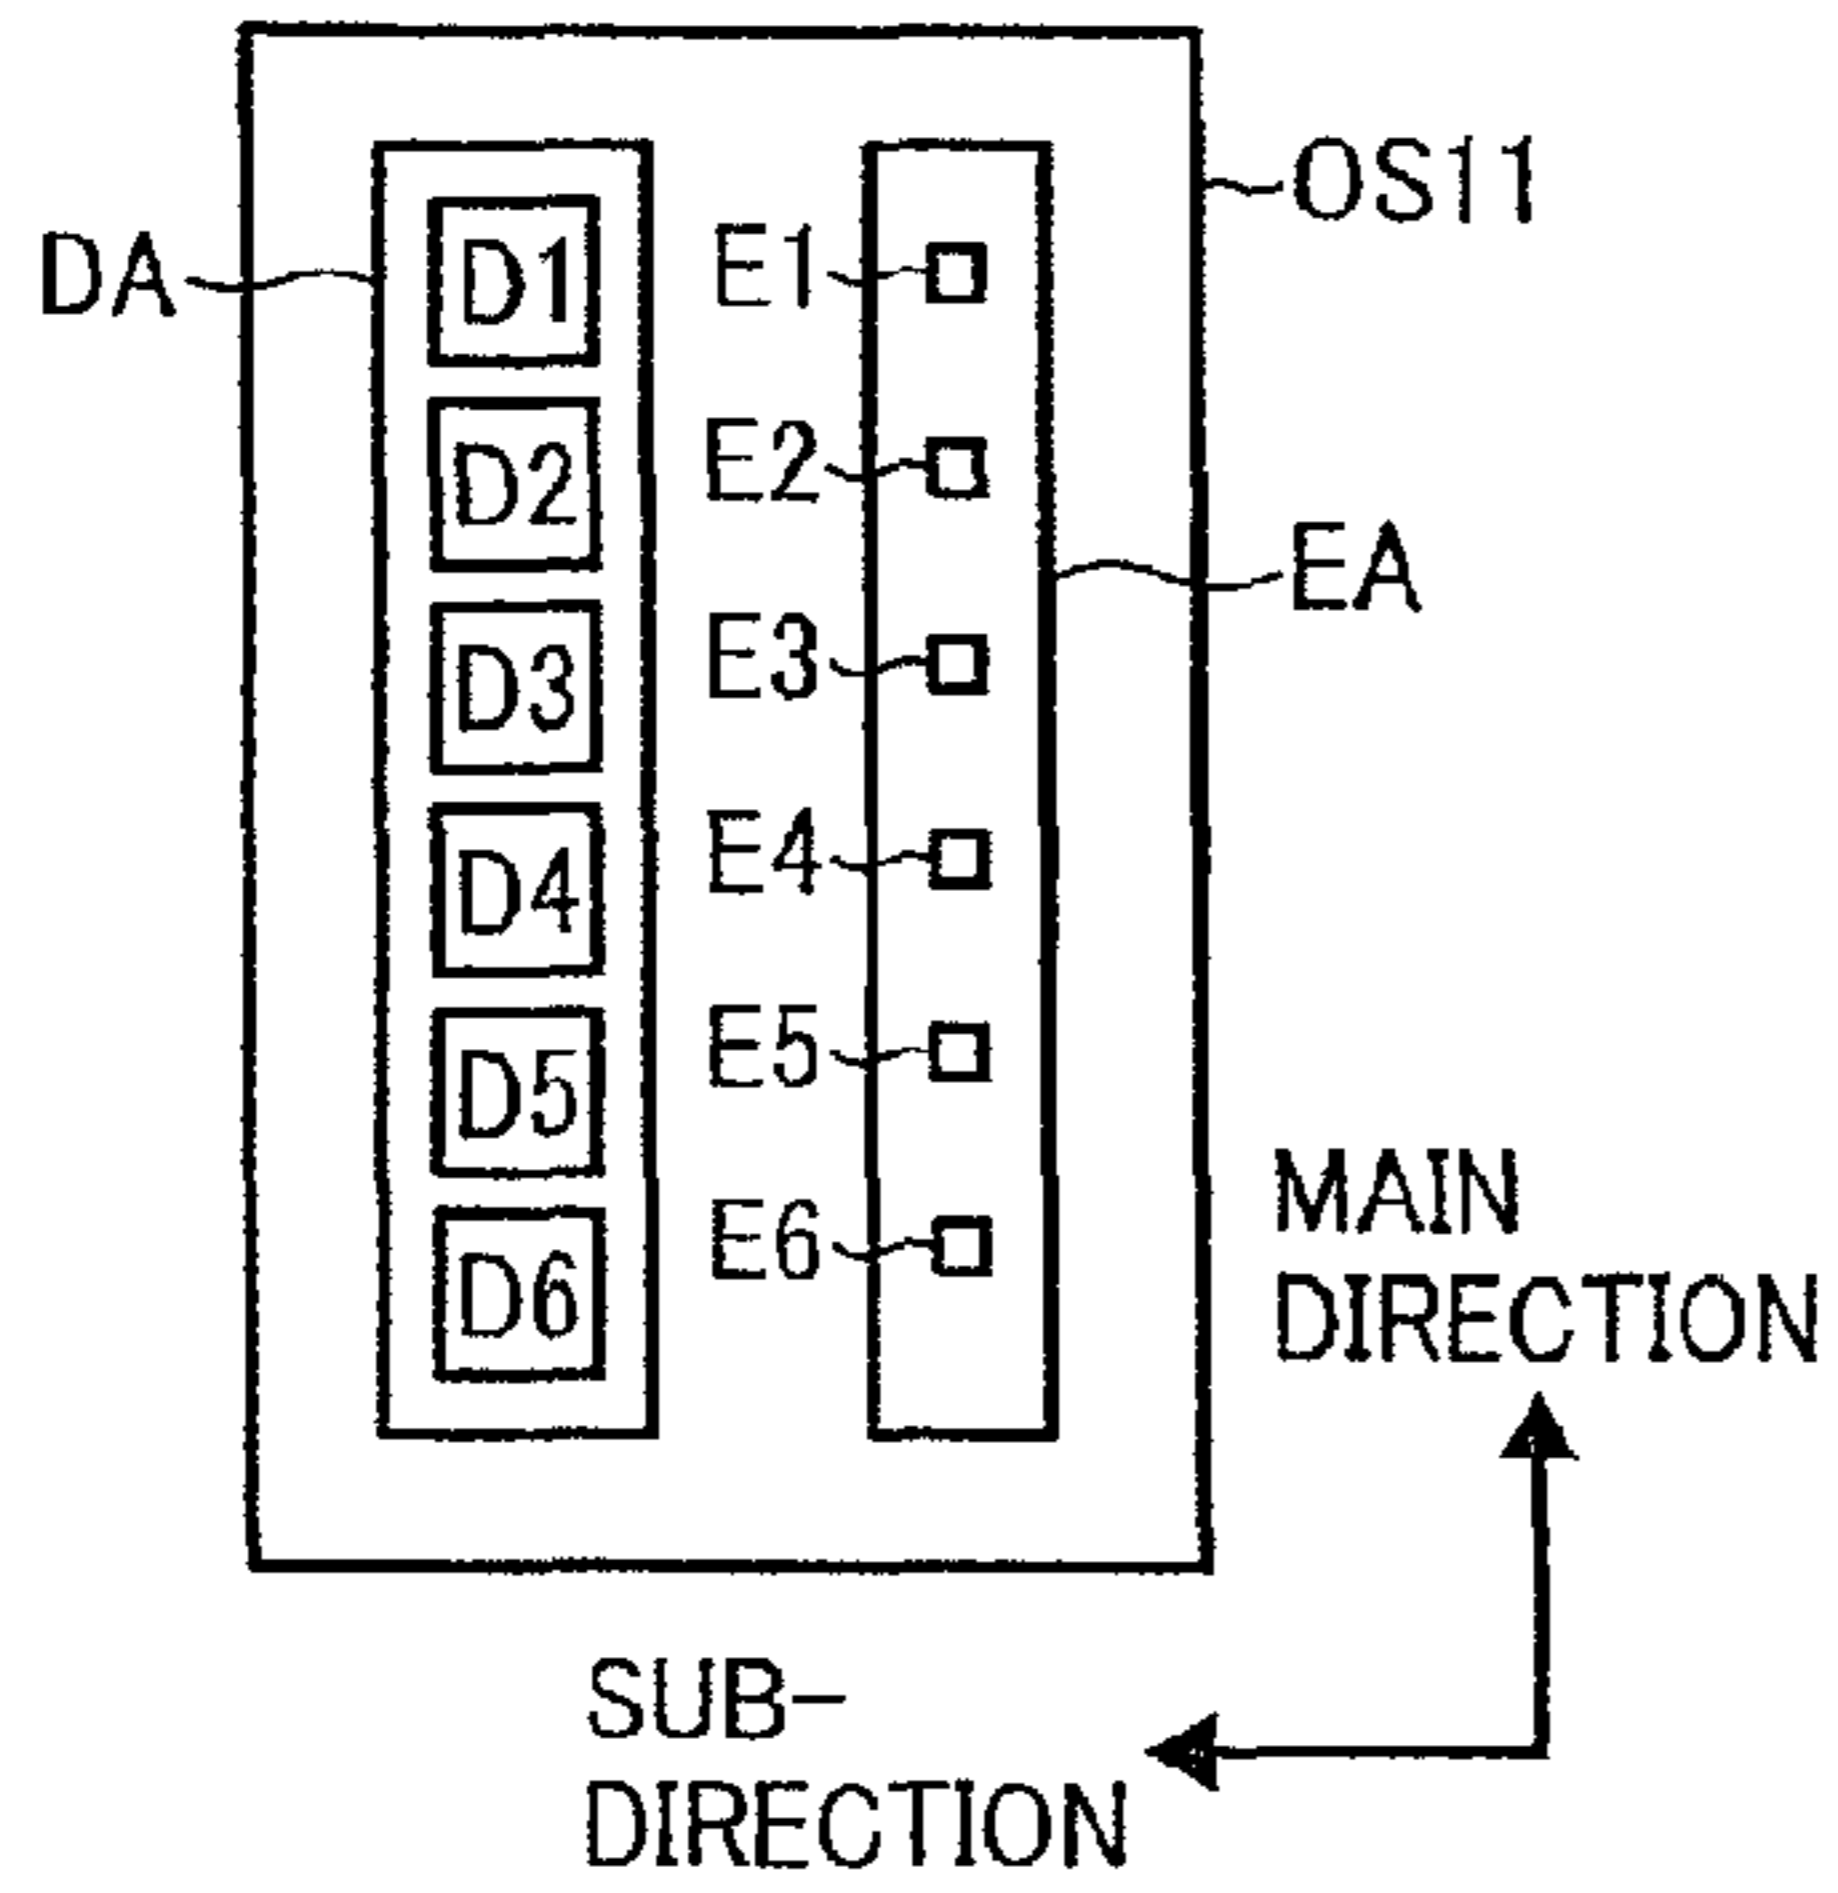 OS11
DA
D1
E1
D2
E2
EA
D3
E3
D4
E4
D5
E5
D6
E6
MAIN
DIRECTION
SUB-
DIRECTION